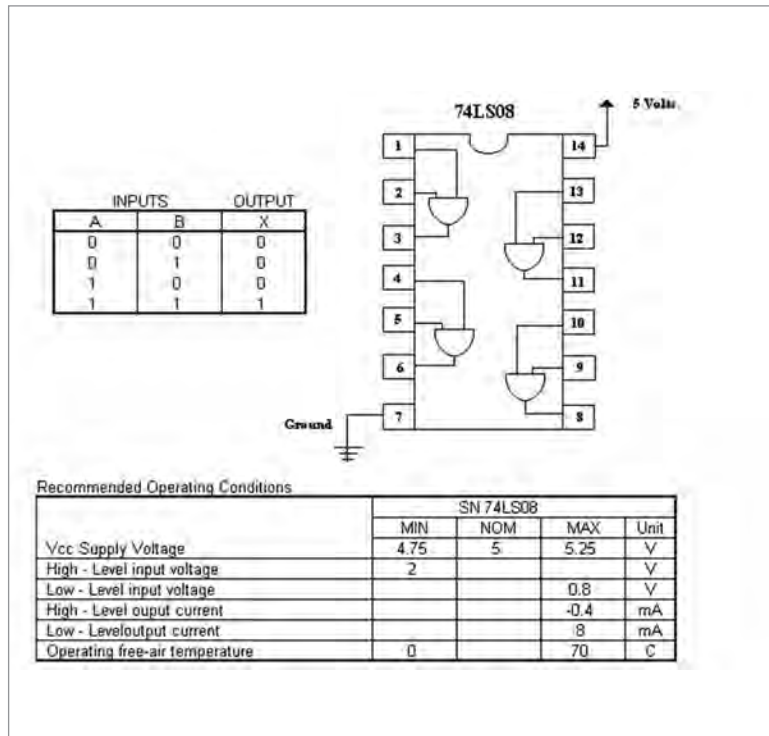 74LS08
5 Volts
1
2
3
4
5
6
7
14
13
12
11
10
9
8
Ground
INPUTS OUTPUT
A B X
0 0 0
0 1 0
1 0 0
1 1 1
Recommended Operating Conditions
SN 74LS08
MIN NOM MAX Unit
Vcc Supply Voltage 4.75 5 5.25 V
High - Level input voltage 2 V
Low - Level input voltage 0.8 V
High - Level ouput current -0.4 mA
Low - Leveloutput current 8 mA
Operating free-air temperature 0 70 C